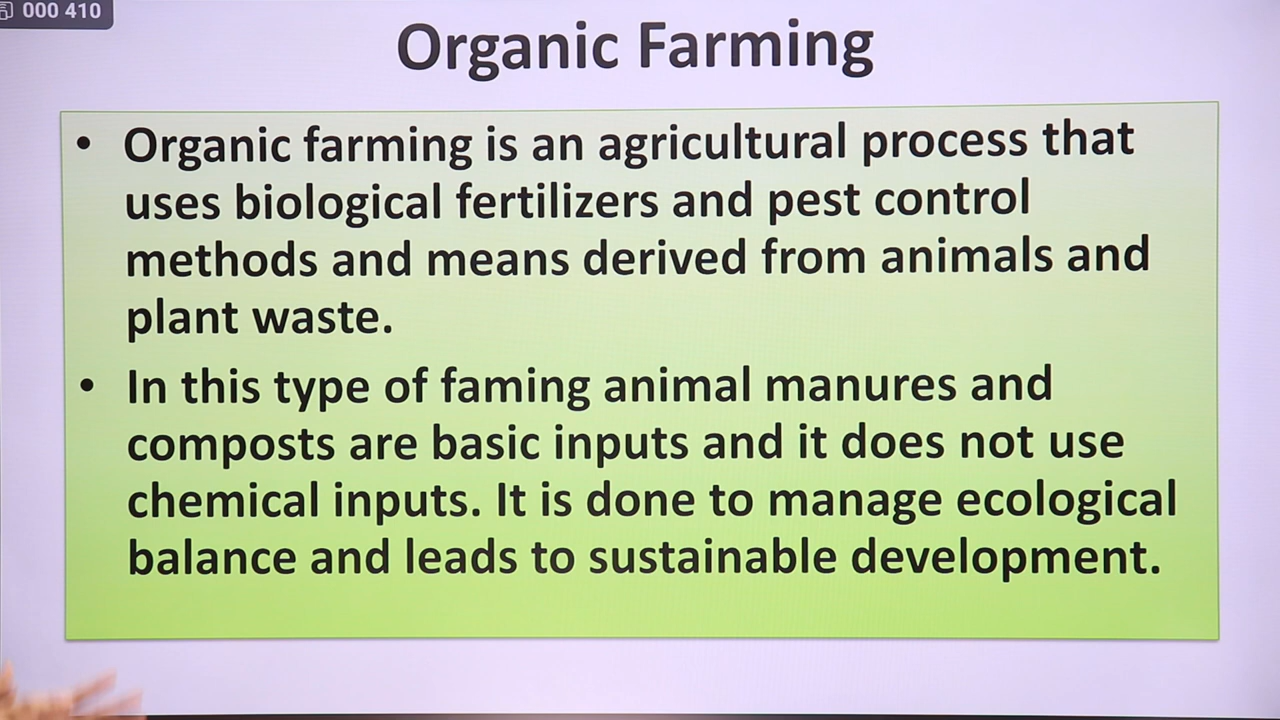 000 410
Organic Farming
• Organic farming is an agricultural process that
uses biological fertilizers and pest control
methods and means derived from animals and
plant waste.
• In this type of faming animal manures and
composts are basic inputs and it does not use
chemical inputs. It is done to manage ecological
balance and leads to sustainable development.